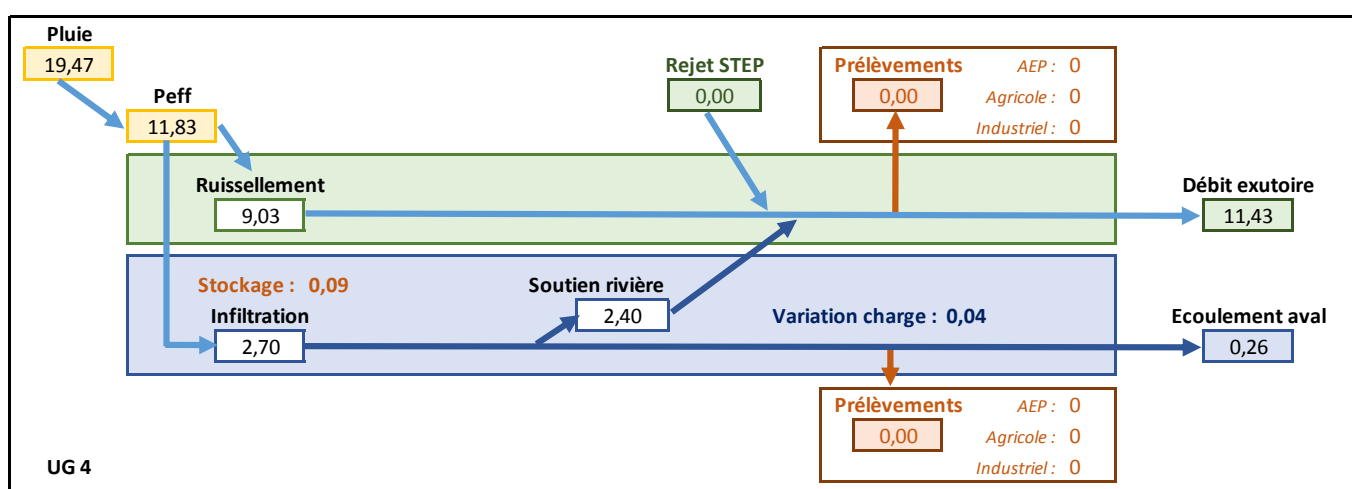 Pluie
19,47
Peff
11,83
Rejet STEP
0,00
Prélèvements
0,00
AEP : 0
Agricole : 0
Industriel : 0
Ruissellement
9,03
Débit exutoire
11,43
Stockage : 0,09
Infiltration
2,70
Soutien rivière
2,40
Variation charge : 0,04
Ecoulement aval
0,26
Prélèvements
0,00
AEP : 0
Agricole : 0
Industriel : 0
UG 4